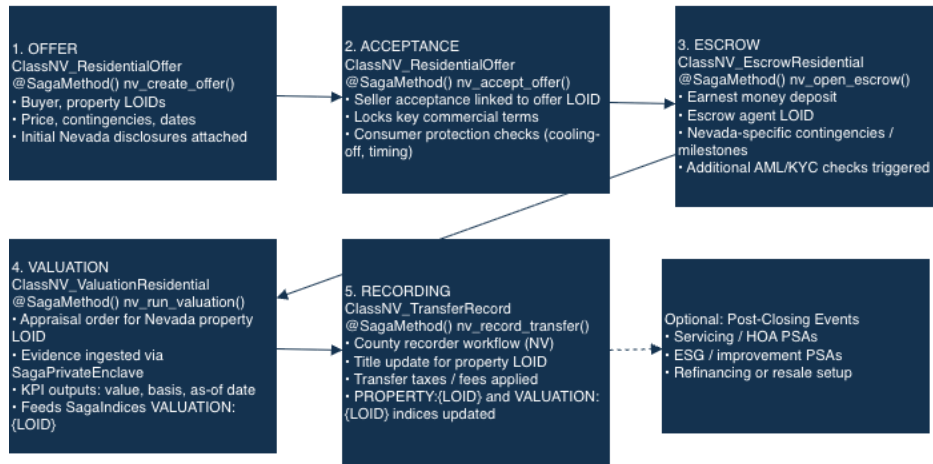 1. OFFER
ClassNV_ResidentialOffer
@SagaMethod() nv_create_offer()
• Buyer, property LOIDs
• Price, contingencies, dates
• Initial Nevada disclosures attached
2. ACCEPTANCE
ClassNV_ResidentialOffer
@SagaMethod() nv_accept_offer()
• Seller acceptance linked to offer LOID
• Locks key commercial terms
• Consumer protection checks (cooling-
off, timing)
3. ESCROW
ClassNV_EscrowResidential
@SagaMethod() nv_open_escrow()
• Earnest money deposit
• Escrow agent LOID
• Nevada-specific contingencies /
milestones
• Additional AML/KYC checks triggered
4. VALUATION
ClassNV_ValuationResidential
@SagaMethod() nv_run_valuation()
• Appraisal order for Nevada property
LOID
• Evidence ingested via
SagaPrivateEnclave
• KPI outputs: value, basis, as-of date
• Feeds SagaIndices VALUATION:
{LOID}
5. RECORDING
ClassNV_TransferRecord
@SagaMethod() nv_record_transfer()
• County recorder workflow (NV)
• Title update for property LOID
• Transfer taxes / fees applied
• PROPERTY:{LOID} and VALUATION:
{LOID} indices updated
Optional: Post-Closing Events
• Servicing / HOA PSAs
• ESG / improvement PSAs
• Refinancing or resale setup